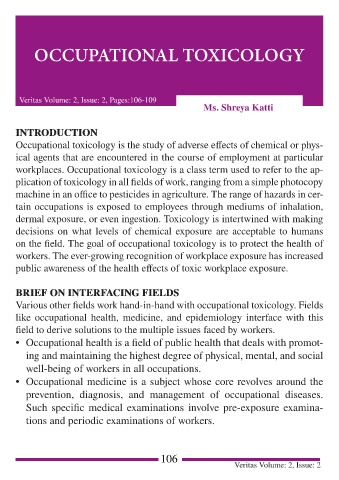 OCCUPATIONAL TOXICOLOGY
Veritas Volume: 2, Issue: 2, Pages:106-109
Ms. Shreya Katti
INTRODUCTION
Occupational toxicology is the study of adverse effects of chemical or phys-
ical agents that are encountered in the course of employment at particular
workplaces. Occupational toxicology is a class term used to refer to the ap-
plication of toxicology in all fields of work, ranging from a simple photocopy
machine in an office to pesticides in agriculture. The range of hazards in cer-
tain occupations is exposed to employees through mediums of inhalation,
dermal exposure, or even ingestion. Toxicology is intertwined with making
decisions on what levels of chemical exposure are acceptable to humans
on the field. The goal of occupational toxicology is to protect the health of
workers. The ever-growing recognition of workplace exposure has increased
public awareness of the health effects of toxic workplace exposure.
BRIEF ON INTERFACING FIELDS
Various other fields work hand-in-hand with occupational toxicology. Fields
like occupational health, medicine, and epidemiology interface with this
field to derive solutions to the multiple issues faced by workers.
• Occupational health is a field of public health that deals with promot-
ing and maintaining the highest degree of physical, mental, and social
well-being of workers in all occupations.
• Occupational medicine is a subject whose core revolves around the
prevention, diagnosis, and management of occupational diseases.
Such specific medical examinations involve pre-exposure examina-
tions and periodic examinations of workers.
106
Veritas Volume: 2, Issue: 2